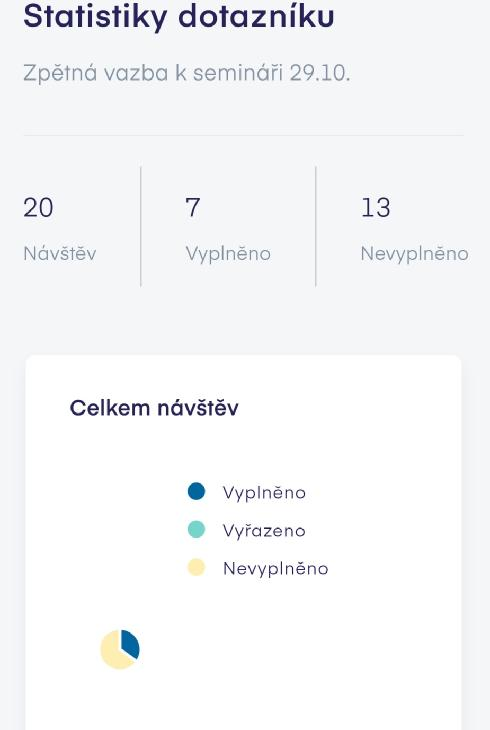 Statistiky dotazníku
Zpětná vazba k semináři 29.10.
20
7
13
Návštěv
Vyplněno
Nevyplněno
Celkem návštěv
Vyplněno
Vyřazeno
Nevyplněno